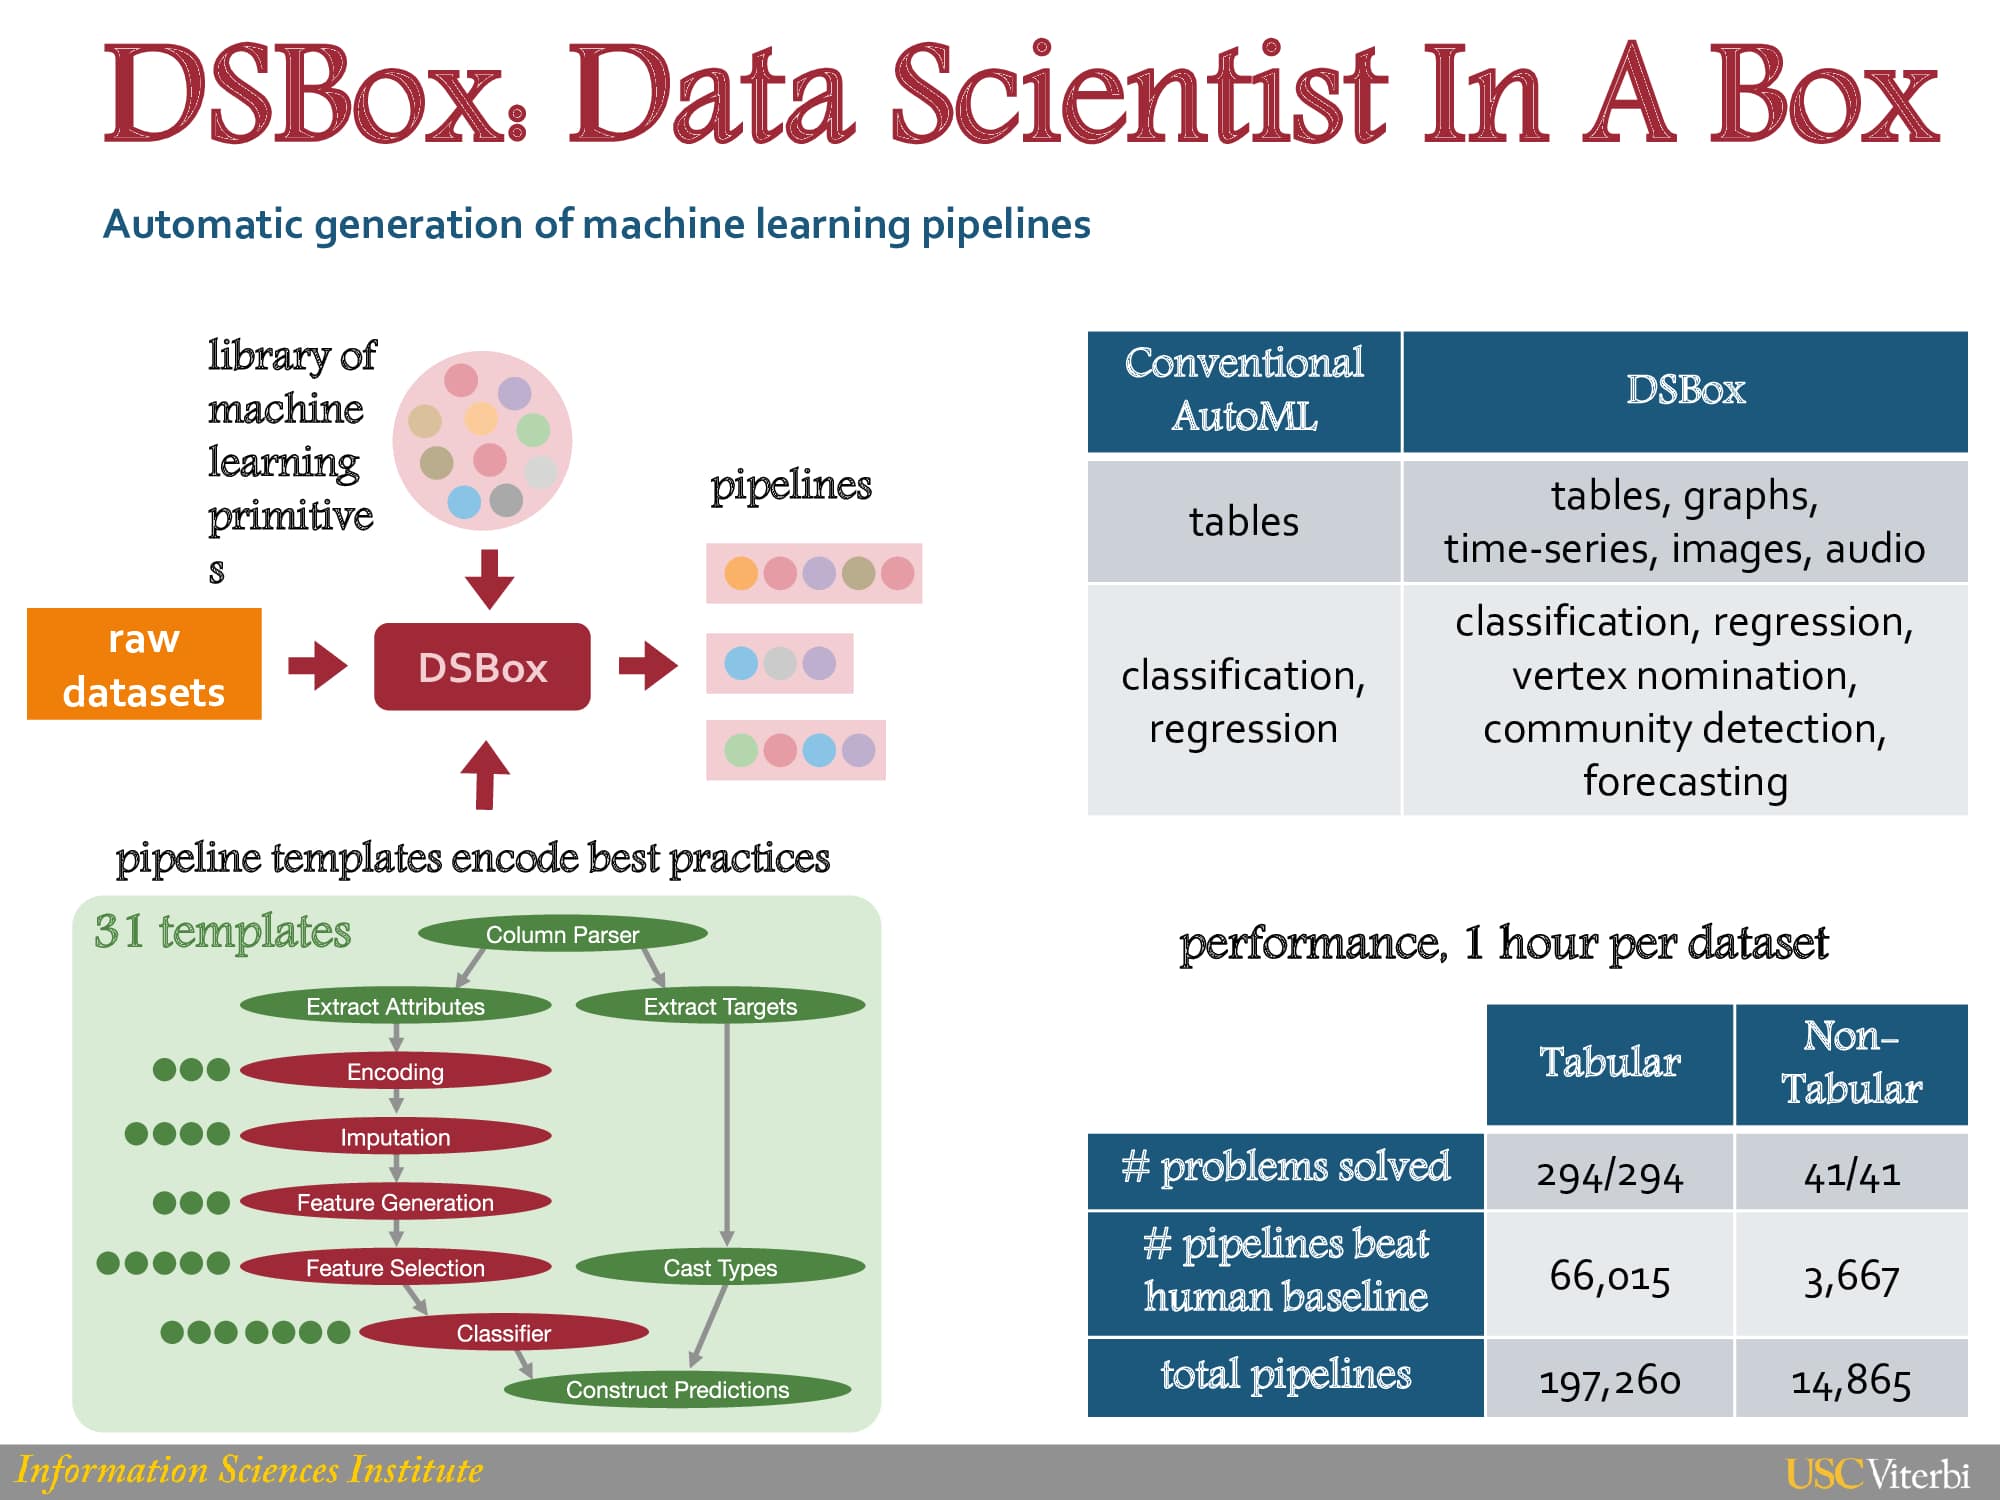 DSBox: Data Scientist In A Box
Automatic generation of machine learning pipelines
library of
machine
learning
primitive
s
raw
datasets
DSBox
pipelines
pipeline templates encode best practices
31 templates
Column Parser
Extract Attributes
Extract Targets
Encoding
Imputation
Feature Generation
Feature Selection
Cast Types
Classifier
Construct Predictions
Conventional
AutoML
DSBox
tables
tables, graphs,
time-series, images, audio
classification,
regression
classification, regression,
vertex nomination,
community detection,
forecasting
performance, 1 hour per dataset
Tabular
Non-
Tabular
# problems solved
294/294
41/41
# pipelines beat
human baseline
66,015
3,667
total pipelines
197,260
14,865
Information Sciences Institute
USC Viterbi